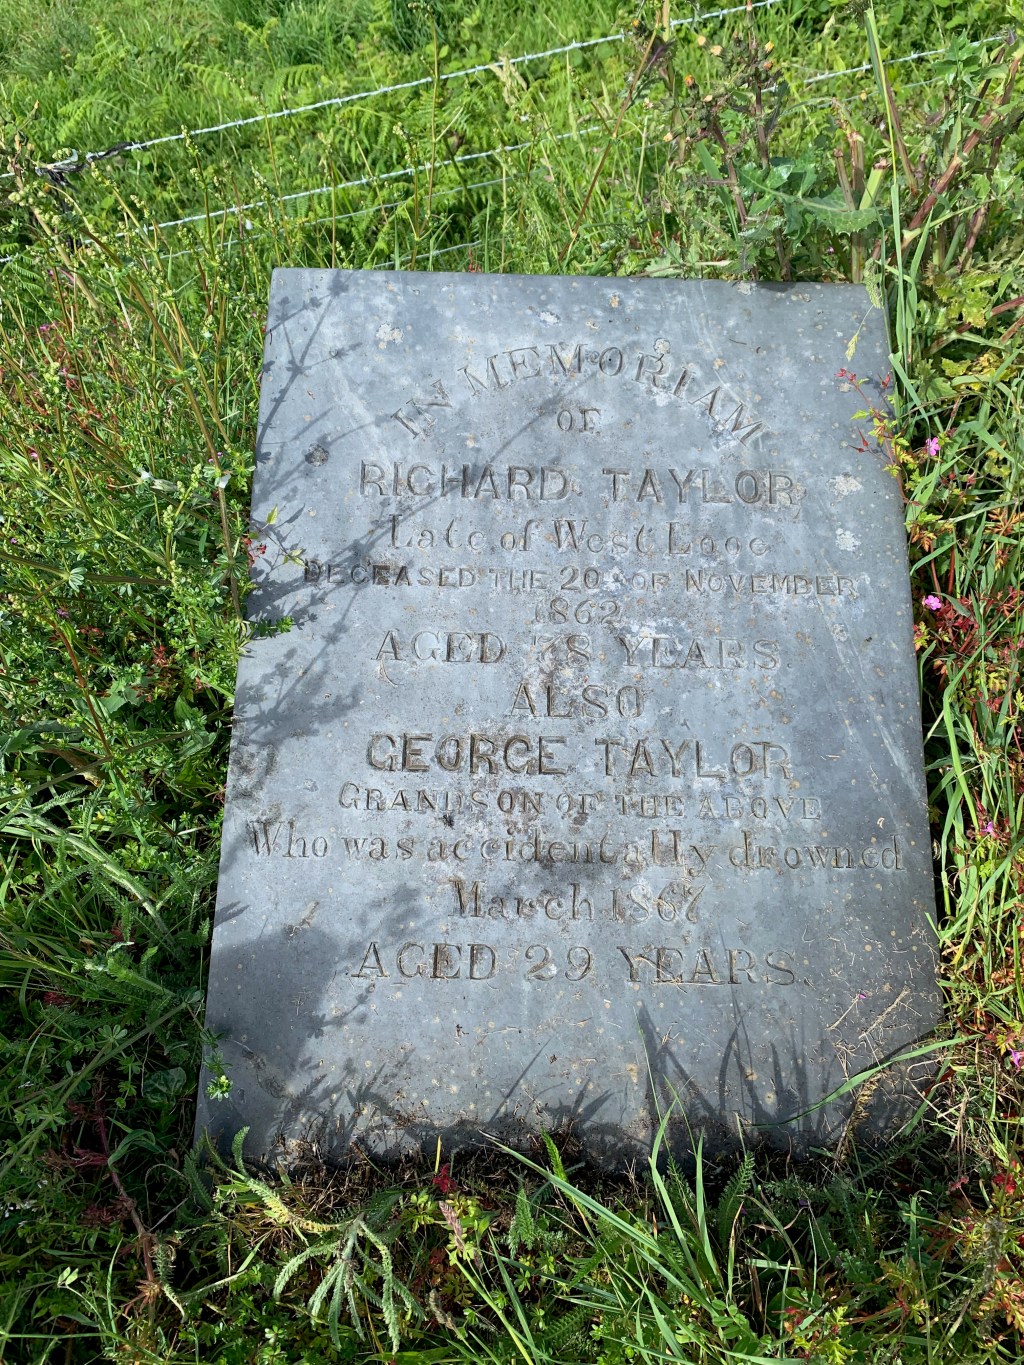 IN MEMORIAM
OF
RICHARD TAYLOR
Late of West Looe
DECEASED THE 20 OF NOVEMBER
1862
AGED 78 YEARS.
ALSO
GEORGE TAYLOR
GRANDSON OF THE ABOVE
Who was accidentally drowned
March 1867
AGED 29 YEARS.